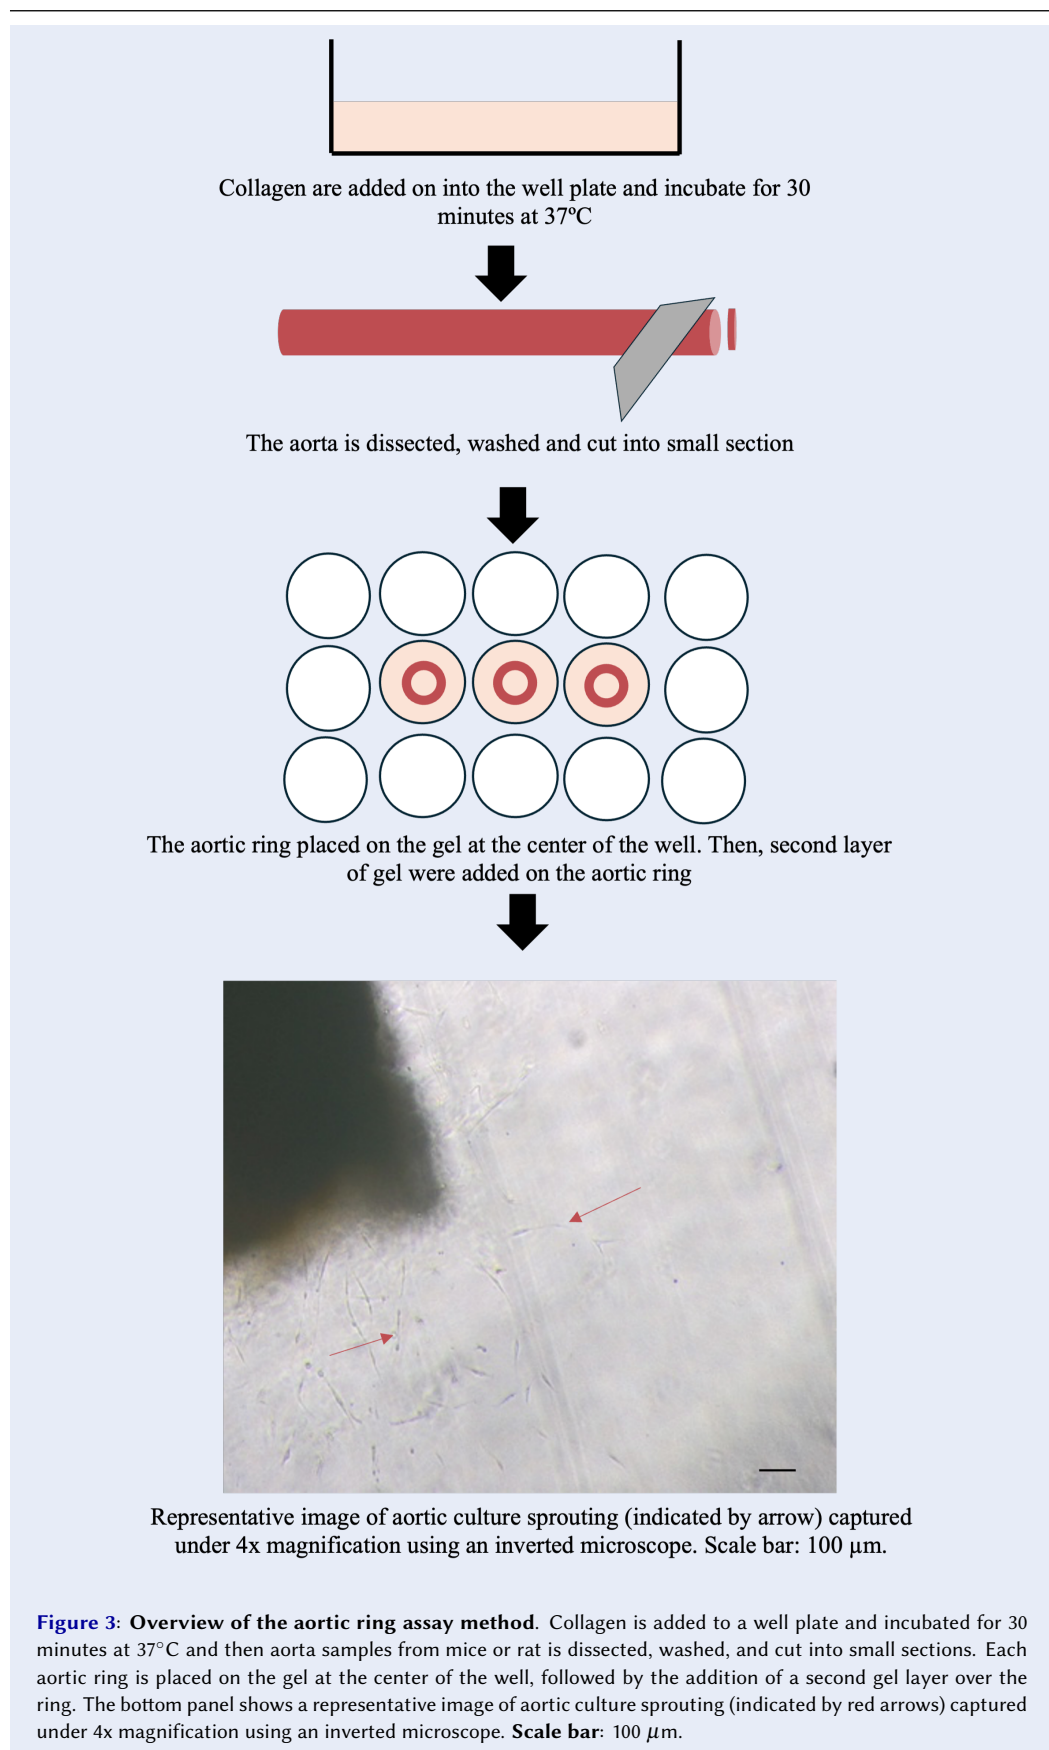 Collagen are added on into the well plate and incubate for 30
minutes at 37ºC
The aorta is dissected, washed and cut into small section
The aortic ring placed on the gel at the center of the well. Then, second layer
of gel were added on the aortic ring
Representative image of aortic culture sprouting (indicated by arrow) captured
under 4x magnification using an inverted microscope. Scale bar: 100 µm.
Figure 3: Overview of the aortic ring assay method. Collagen is added to a well plate and incubated for 30
minutes at 37°C and then aorta samples from mice or rat is dissected, washed, and cut into small sections. Each
aortic ring is placed on the gel at the center of the well, followed by the addition of a second gel layer over the
ring. The bottom panel shows a representative image of aortic culture sprouting (indicated by red arrows) captured
under 4x magnification using an inverted microscope. Scale bar: 100 µm.